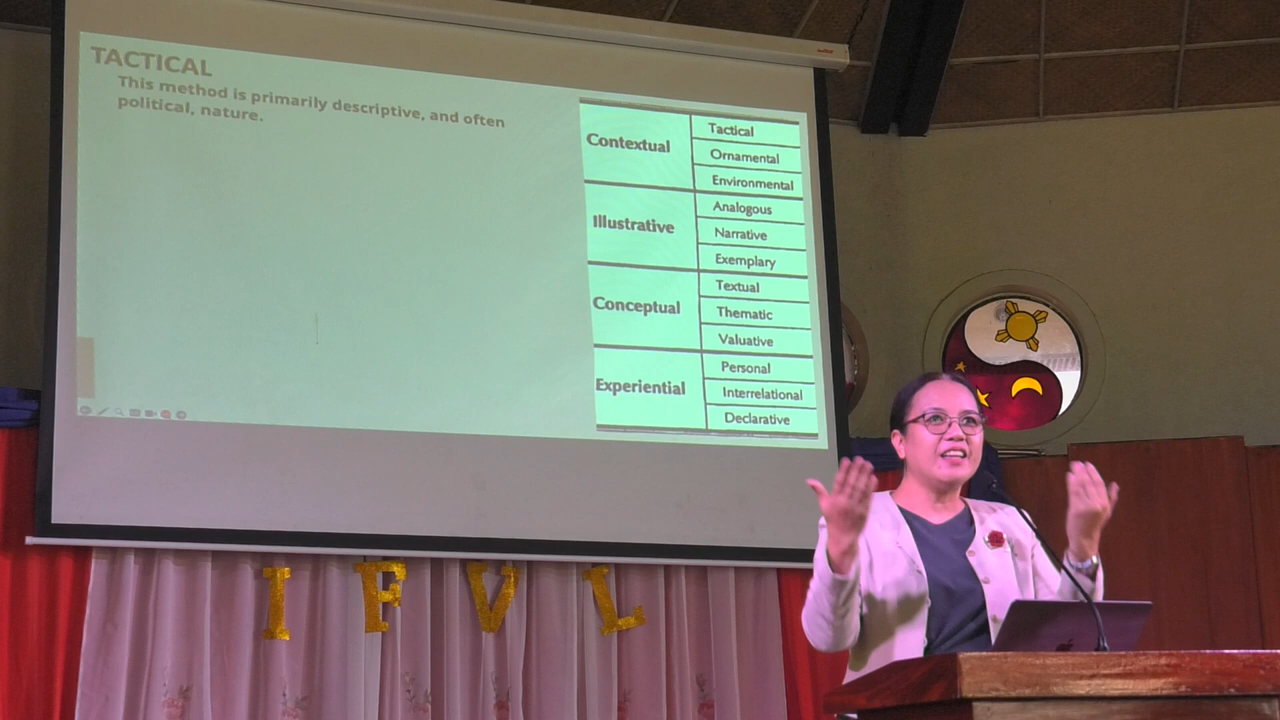 TACTICAL
This method is primarily descriptive, and often
political, nature.
Contextual
Tactical
Ornamental
Environmental
Illustrative
Analogous
Narrative
Exemplary
Conceptual
Textual
Thematic
Valuative
Experiential
Personal
Interrelational
Declarative
I F V L